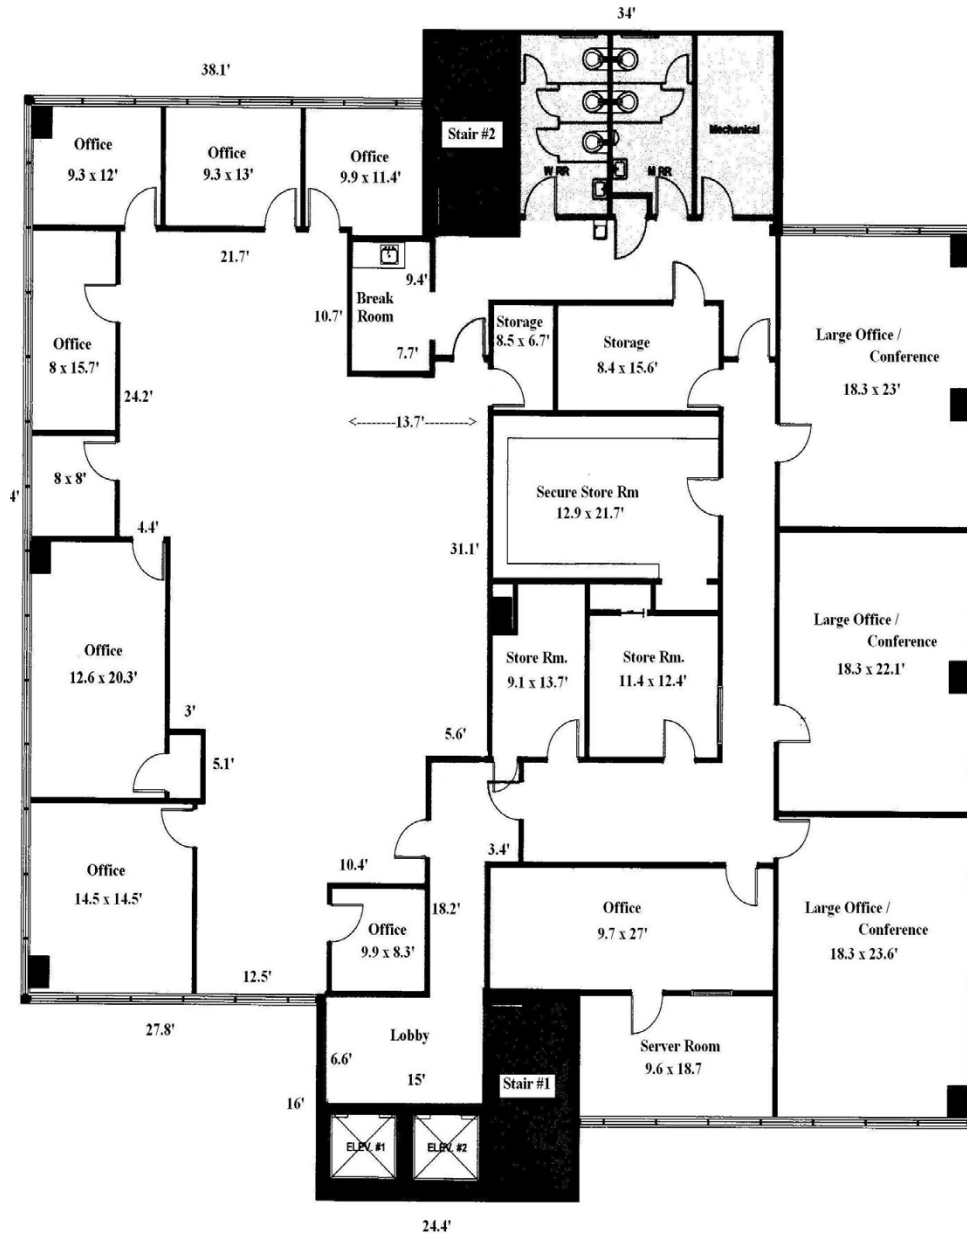 34'
38.1'
Stair #2
Mechanical
W RR
M RR
Office
9.3 x 12'
Office
9.3 x 13'
Office
9.9 x 11.4'
21.7'
9.4'
Break
Room
10.7'
7.7'
Storage
8.5 x 6.7'
Storage
8.4 x 15.6'
Large Office /
Conference
18.3 x 23'
Office
8 x 15.7'
24.2'
<-------13.7'------->
8 x 8'
4'
4.4'
Secure Store Rm
12.9 x 21.7'
31.1'
Office
12.6 x 20.3'
Store Rm.
9.1 x 13.7'
Store Rm.
11.4 x 12.4'
Large Office /
Conference
18.3 x 22.1'
3'
5.1'
5.6'
3.4'
10.4'
Office
14.5 x 14.5'
18.2'
Office
9.9 x 8.3'
Office
9.7 x 27'
Large Office /
Conference
18.3 x 23.6'
12.5'
27.8'
Lobby
6.6'
15'
16'
Stair #1
Server Room
9.6 x 18.7
ELEV. #1
ELEV. #2
24.4'